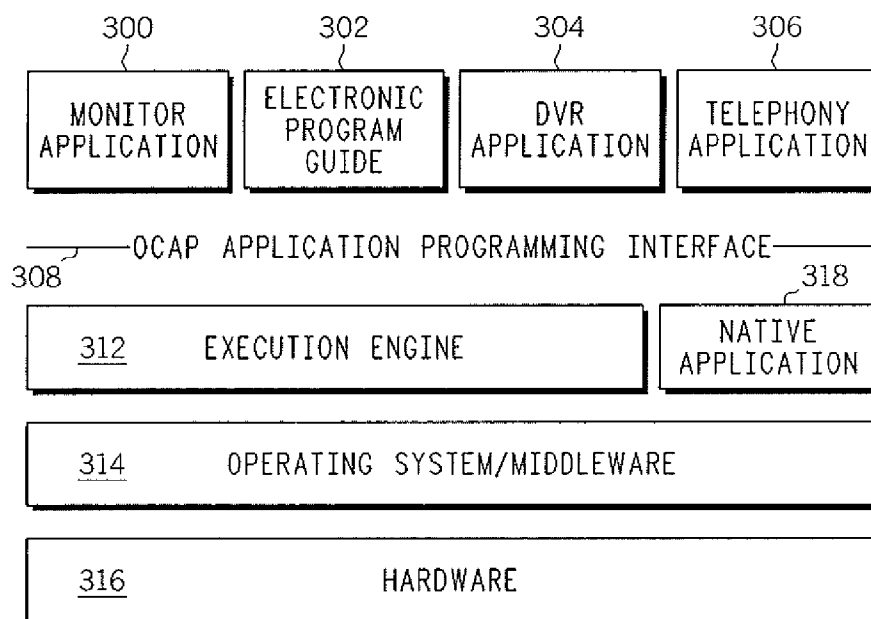 300 302 304 306
MONITOR APPLICATION
ELECTRONIC PROGRAM GUIDE
DVR APPLICATION
TELEPHONY APPLICATION
OCAP APPLICATION PROGRAMMING INTERFACE
308 318
312 EXECUTION ENGINE
NATIVE APPLICATION
314 OPERATING SYSTEM/MIDDLEWARE
316 HARDWARE